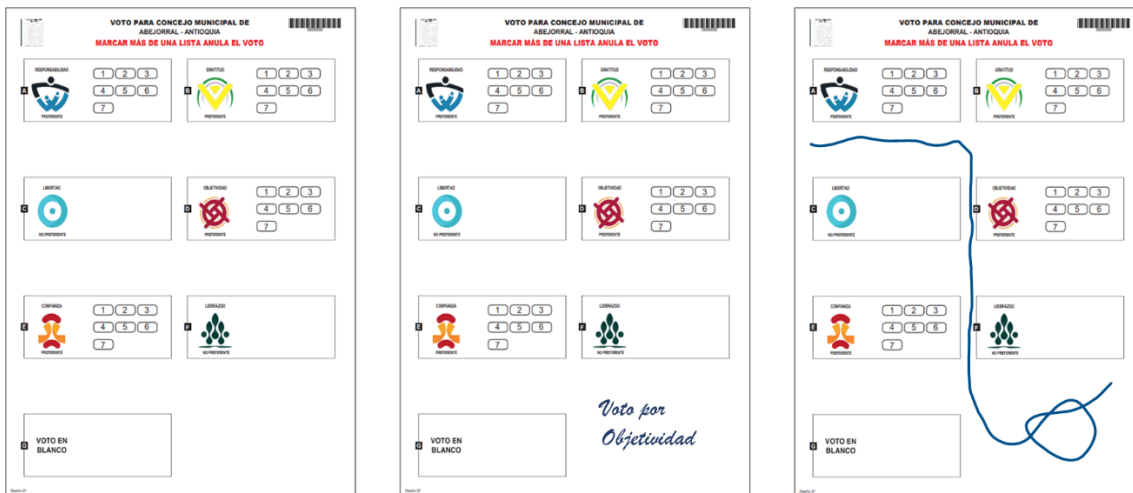 VOTO PARA CONCEJO MUNICIPAL DE
ABEJORRAL - ANTIOQUIA
MARCAR MÁS DE UNA LISTA ANULA EL VOTO
RESPONSABILIDAD
A
1 2 3
4 5 6
7
PREFERENTE
GRATITUD
B
1 2 3
4 5 6
7
PREFERENTE
LIBERTAD
C
NO PREFERENTE
OBJETIVIDAD
D
1 2 3
4 5 6
7
PREFERENTE
CONFIANZA
E
1 2 3
4 5 6
7
PREFERENTE
LIDERAZGO
F
NO PREFERENTE
G
VOTO EN
BLANCO
VOTO PARA CONCEJO MUNICIPAL DE
ABEJORRAL - ANTIOQUIA
MARCAR MÁS DE UNA LISTA ANULA EL VOTO
RESPONSABILIDAD
A
1 2 3
4 5 6
7
PREFERENTE
GRATITUD
B
1 2 3
4 5 6
7
PREFERENTE
LIBERTAD
C
NO PREFERENTE
OBJETIVIDAD
D
1 2 3
4 5 6
7
PREFERENTE
CONFIANZA
E
1 2 3
4 5 6
7
PREFERENTE
LIDERAZGO
F
NO PREFERENTE
G
VOTO EN
BLANCO
Voto por
Objetividad
VOTO PARA CONCEJO MUNICIPAL DE
ABEJORRAL - ANTIOQUIA
MARCAR MÁS DE UNA LISTA ANULA EL VOTO
RESPONSABILIDAD
A
1 2 3
4 5 6
7
PREFERENTE
GRATITUD
B
1 2 3
4 5 6
7
PREFERENTE
LIBERTAD
C
NO PREFERENTE
OBJETIVIDAD
D
1 2 3
4 5 6
7
PREFERENTE
CONFIANZA
E
1 2 3
4 5 6
7
PREFERENTE
LIDERAZGO
F
NO PREFERENTE
G
VOTO EN
BLANCO